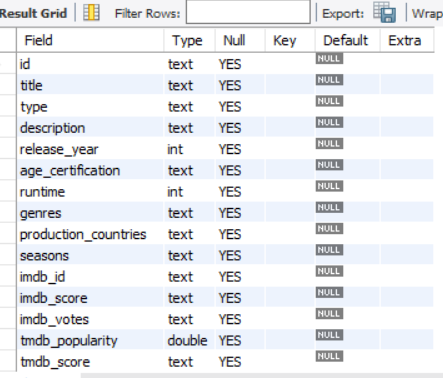 Result Grid Filter Rows: Export: Wrap
Field Type Null Key Default Extra
id text YES NULL
title text YES NULL
type text YES NULL
description text YES NULL
release_year int YES NULL
age_certification text YES NULL
runtime int YES NULL
genres text YES NULL
production_countries text YES NULL
seasons text YES NULL
imdb_id text YES NULL
imdb_score text YES NULL
imdb_votes text YES NULL
tmdb_popularity double YES NULL
tmdb_score text YES NULL